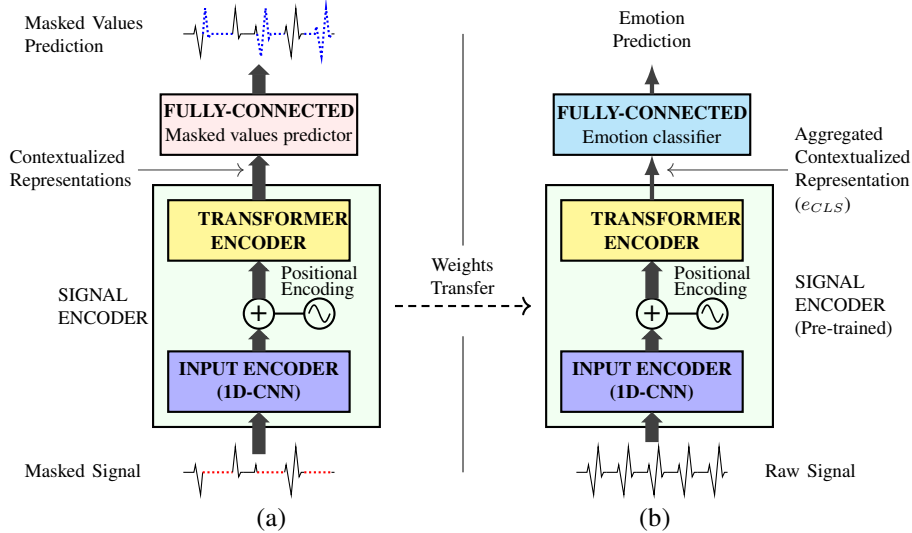 Masked Values
Prediction
FULLY-CONNECTED
Masked values predictor
Contextualized
Representations
TRANSFORMER
ENCODER
Positional
Encoding
+
SIGNAL
ENCODER
INPUT ENCODER
(1D-CNN)
Masked Signal
(a)
Weights
Transfer
Emotion
Prediction
FULLY-CONNECTED
Emotion classifier
Aggregated
Contextualized
Representation
(e_{CLS})
TRANSFORMER
ENCODER
Positional
Encoding
+
SIGNAL
ENCODER
(Pre-trained)
INPUT ENCODER
(1D-CNN)
Raw Signal
(b)